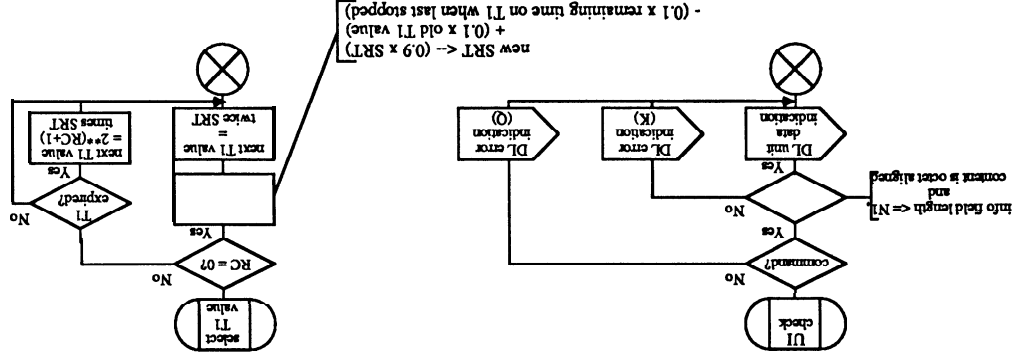 UI
check
command?
No
Yes
info field length <= N1
and
content is octet aligned
No
Yes
DL unit
data
indication
DL error
indication
(K)
DL error
indication
(Q)
select
T1
value
RC = 0?
No
Yes
T1
expired?
No
Yes
next T1 value
=
twice SRT
next T1 value
= 2**(RC+1)
times SRT
new SRT <-- (0.9 x SRT)
+ (0.1 x old T1 value)
- (0.1 x remaining time on T1 when last stopped)